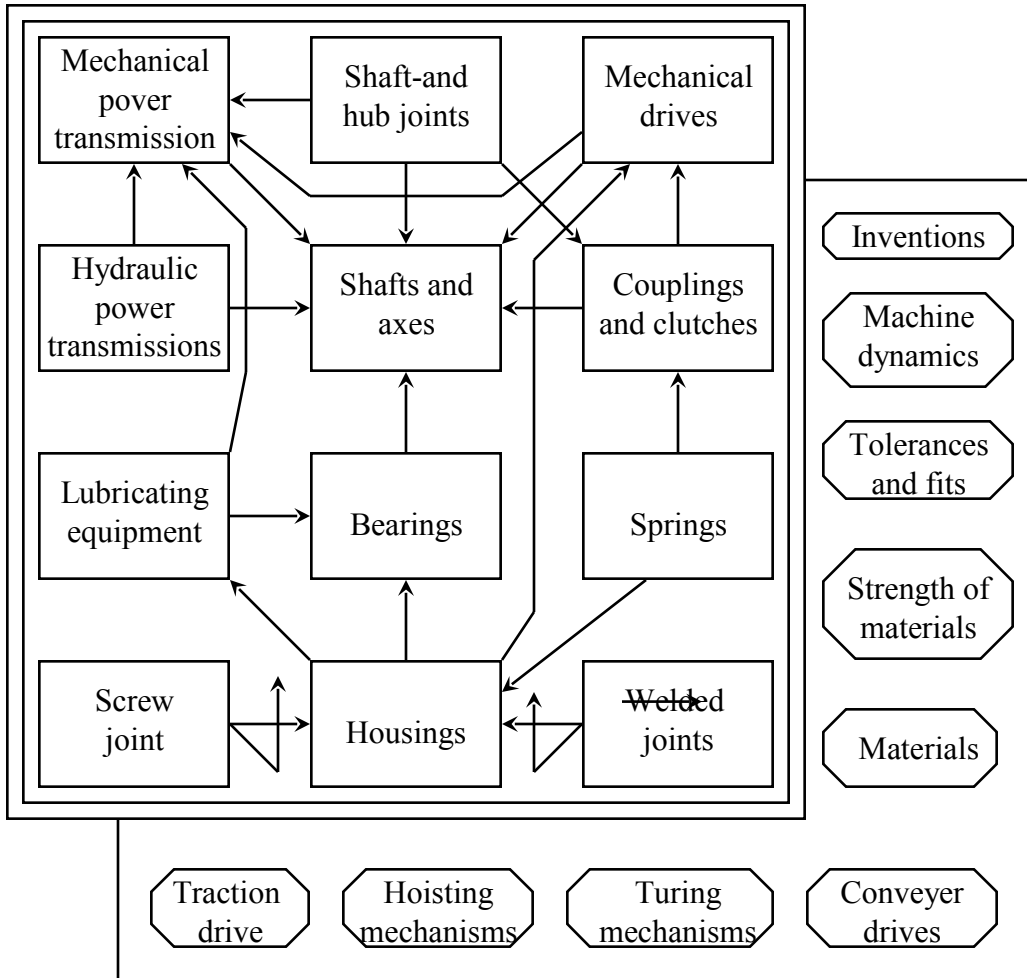 Mechanical
pover
transmission
Shaft-and
hub joints
Mechanical
drives
Hydraulic
power
transmissions
Shafts and
axes
Couplings
and clutches
Lubricating
equipment
Bearings
Springs
Screw
joint
Housings
Welded
joints
Inventions
Machine
dynamics
Tolerances
and fits
Strength of
materials
Materials
Traction
drive
Hoisting
mechanisms
Turing
mechanisms
Conveyer
drives